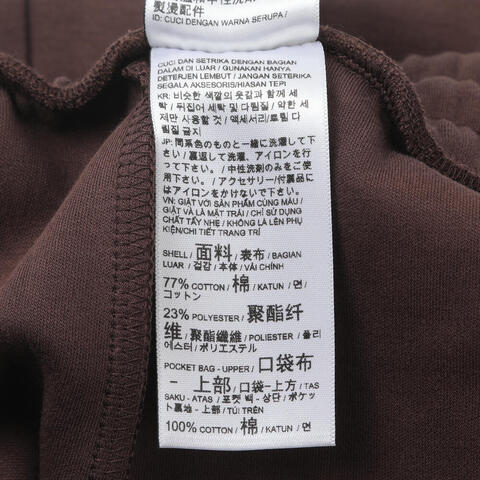 製燙配件
ID: CUCI DENGAN WARNA SERUPA /
CUCI DAN SETRIKA DENGAN BAGIAN
DALAM DI LUAR / GUNAKAN HANYA
DETERJEN LEMBUT / JANGAN SETERIKA
SEGALA AKSESORIS/HIASAN TEPI
KR: 비슷한 색깔의 옷감과 함께 세
탁 / 뒤집어 세탁 및 다림질 / 약한 세
제만 사용할 것 / 액세서리/트림 다
림질 금지
JP: 同系色のものと一緒に洗濯して下さ
い / 裏返して洗濯、アイロンを行
って下さい / 中性洗剤のみをご使用
下さい / アクセサリー/付属品に
はアイロンをかけないで下さい。
VN: GIẶT VỚI SẢN PHẨM CÙNG MÀU /
GIẶT VÀ LÀ MẶT TRÁI / CHỈ SỬ DỤNG
CHẤT TẨY NHẸ / KHÔNG LÀ LÊN PHỤ
KIỆN/CHI TIẾT TRANG TRÍ
SHELL / 面料 / 表布 / BAGIAN
LUAR / 겉감 / 本体 / VẢI CHÍNH
77% COTTON / 棉 / KATUN / 면 /
コットン
23% POLYESTER / 聚酯纤
维 / 聚酯纖維 / POLIESTER / 폴리
에스터 / ポリエステル
POCKET BAG - UPPER / 口袋布
- 上部 / 口袋-上方 / TAS
SAKU - ATAS / 포켓 백 - 상단 / ポケッ
ト裏地 - 上部 / TÚI TRÊN
100% COTTON / 棉 / KATUN / 면